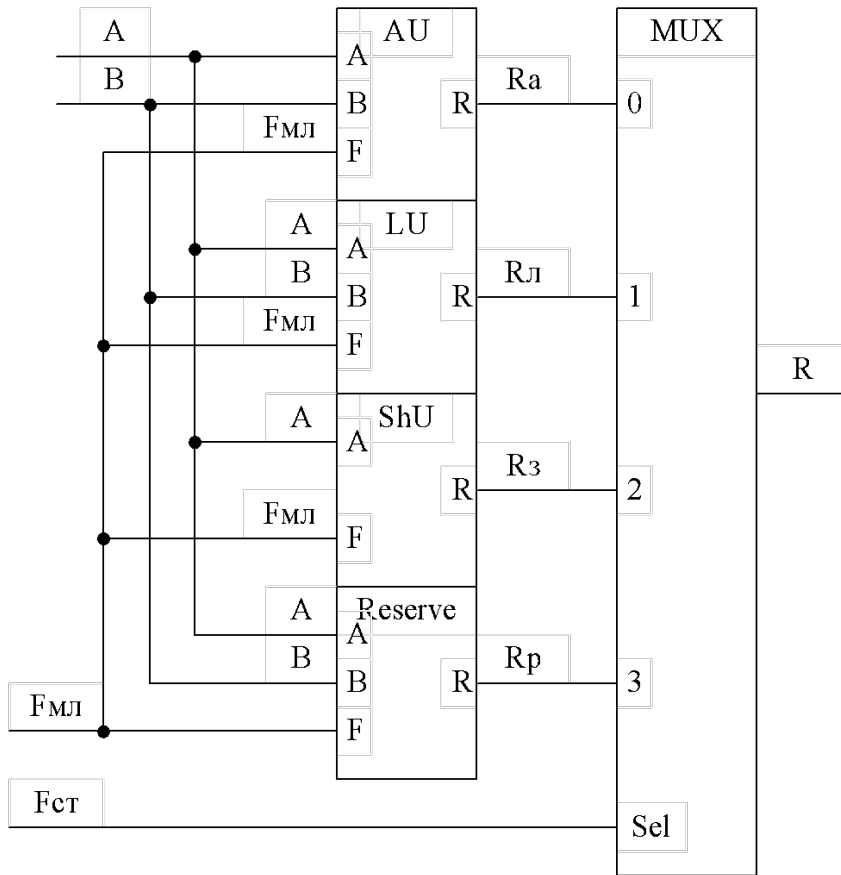 A AU MUX
A
B Ra
B R 0
Fмл
F
A LU
A
B Rл
B R 1
Fмл
F
R
A ShU
A
Rз
R 2
Fмл
F
A Reserve
A
B Rр
B R 3
Fмл
F
Fст
Sel